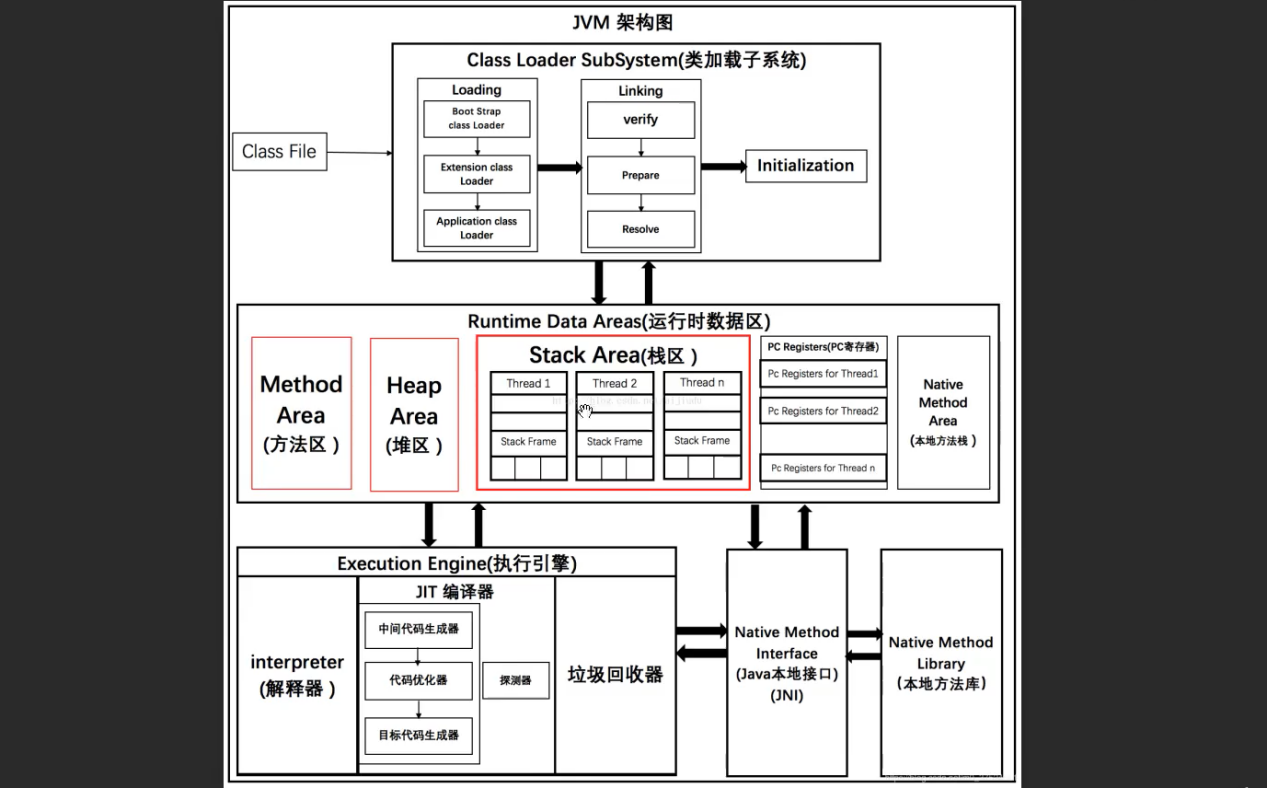 JVM 架构图
Class Loader SubSystem(类加载子系统)
Loading
Boot Strap
class Loader
Extension class
Loader
Application class
Loader
Linking
verify
Prepare
Resolve
Class File
Initialization
Runtime Data Areas(运行时数据区)
Method
Area
(方法区 )
Heap
Area
(堆区 )
Stack Area(栈区 )
Thread 1
Thread 2
Thread n
Stack Frame
Stack Frame
Stack Frame
PC Registers(PC寄存器)
Pc Registers for Thread1
Pc Registers for Thread2
Pc Registers for Thread n
Native
Method
Area
(本地方法栈 )
Execution Engine(执行引擎)
interpreter
(解释器 )
JIT 编译器
中间代码生成器
代码优化器
目标代码生成器
探测器
垃圾回收器
Native Method
Interface
(Java本地接口)
(JNI)
Native Method
Library
(本地方法库)